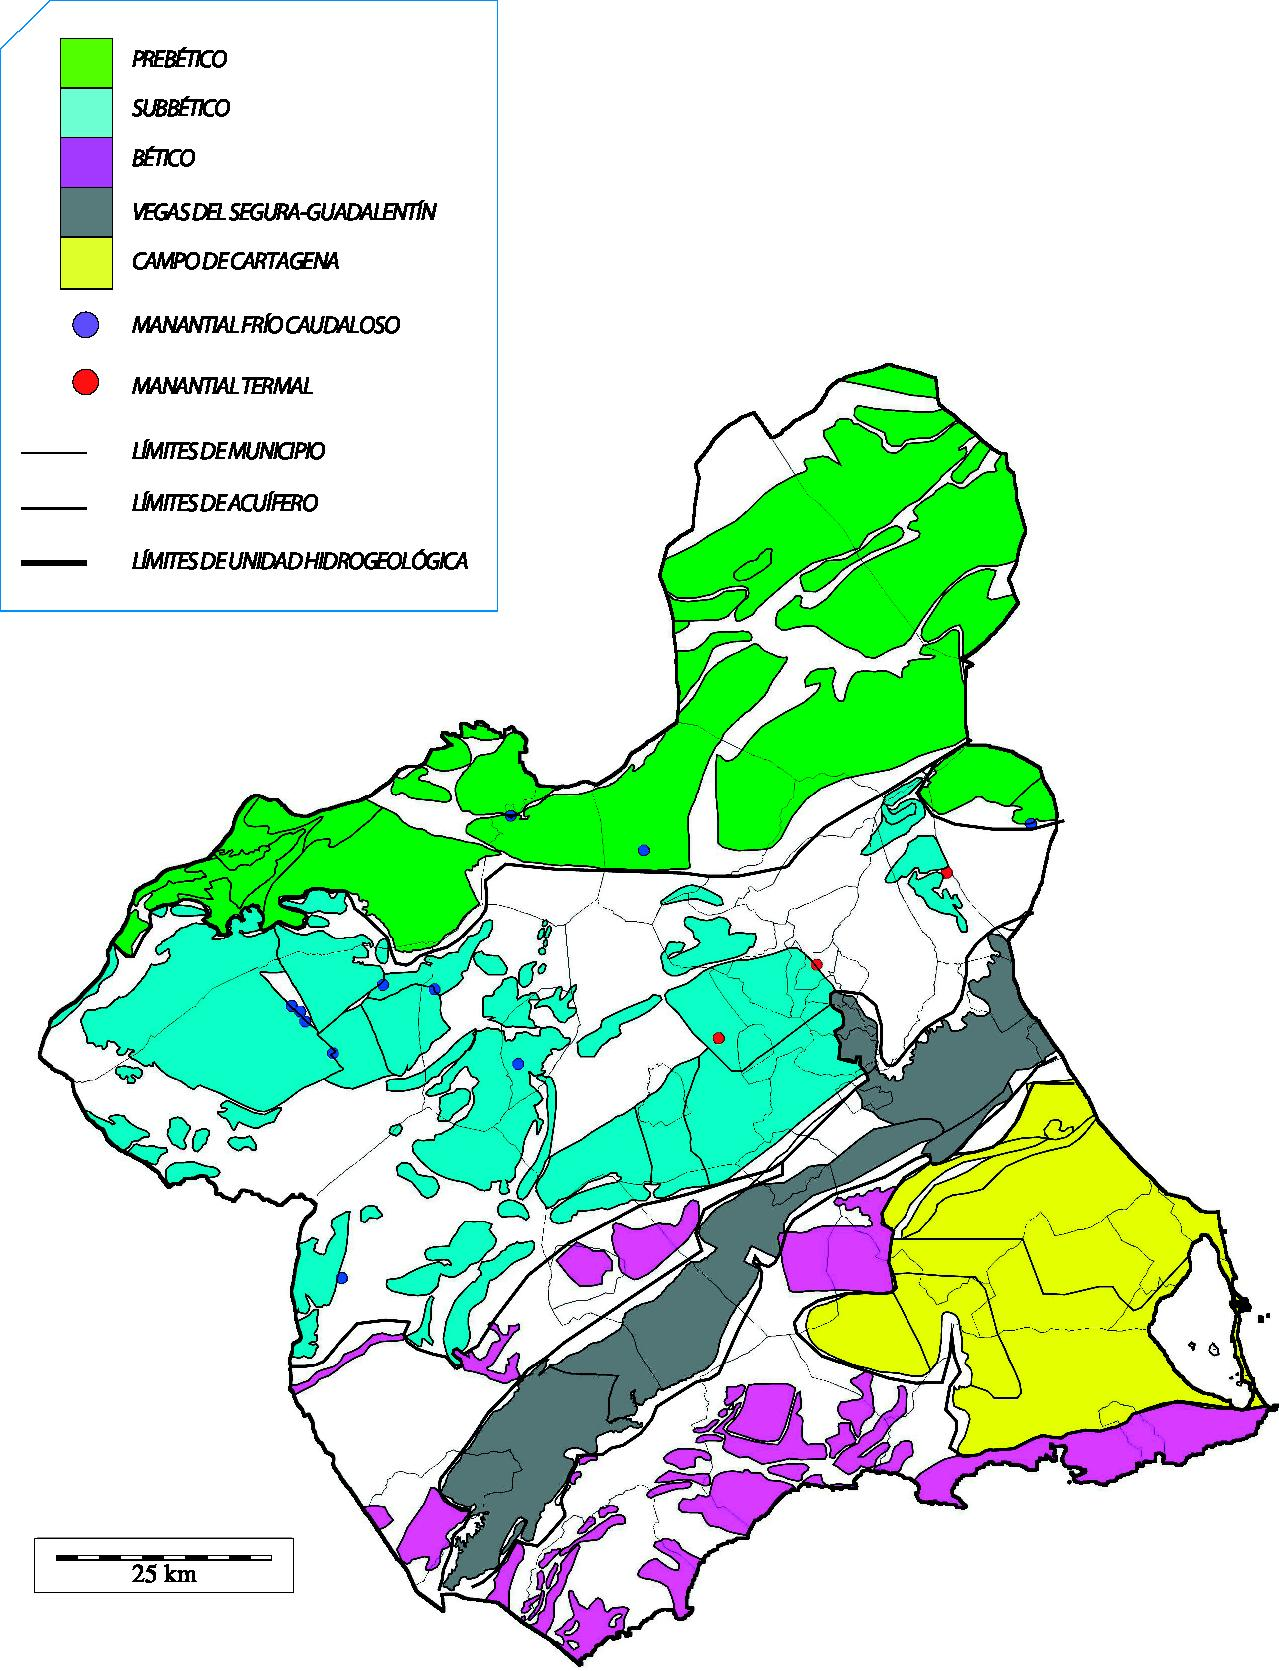 PREBÉTICO
SUBBÉTICO
BÉTICO
VEGAS DEL SEGURA-GUADALENTÍN
CAMPO DE CARTAGENA
MANANTIAL FRÍO CAUDALOSO
MANANTIAL TERMAL
LÍMITES DE MUNICIPIO
LÍMITES DE ACUÍFERO
LÍMITES DE UNIDAD HIDROGEOLÓGICA
25 km